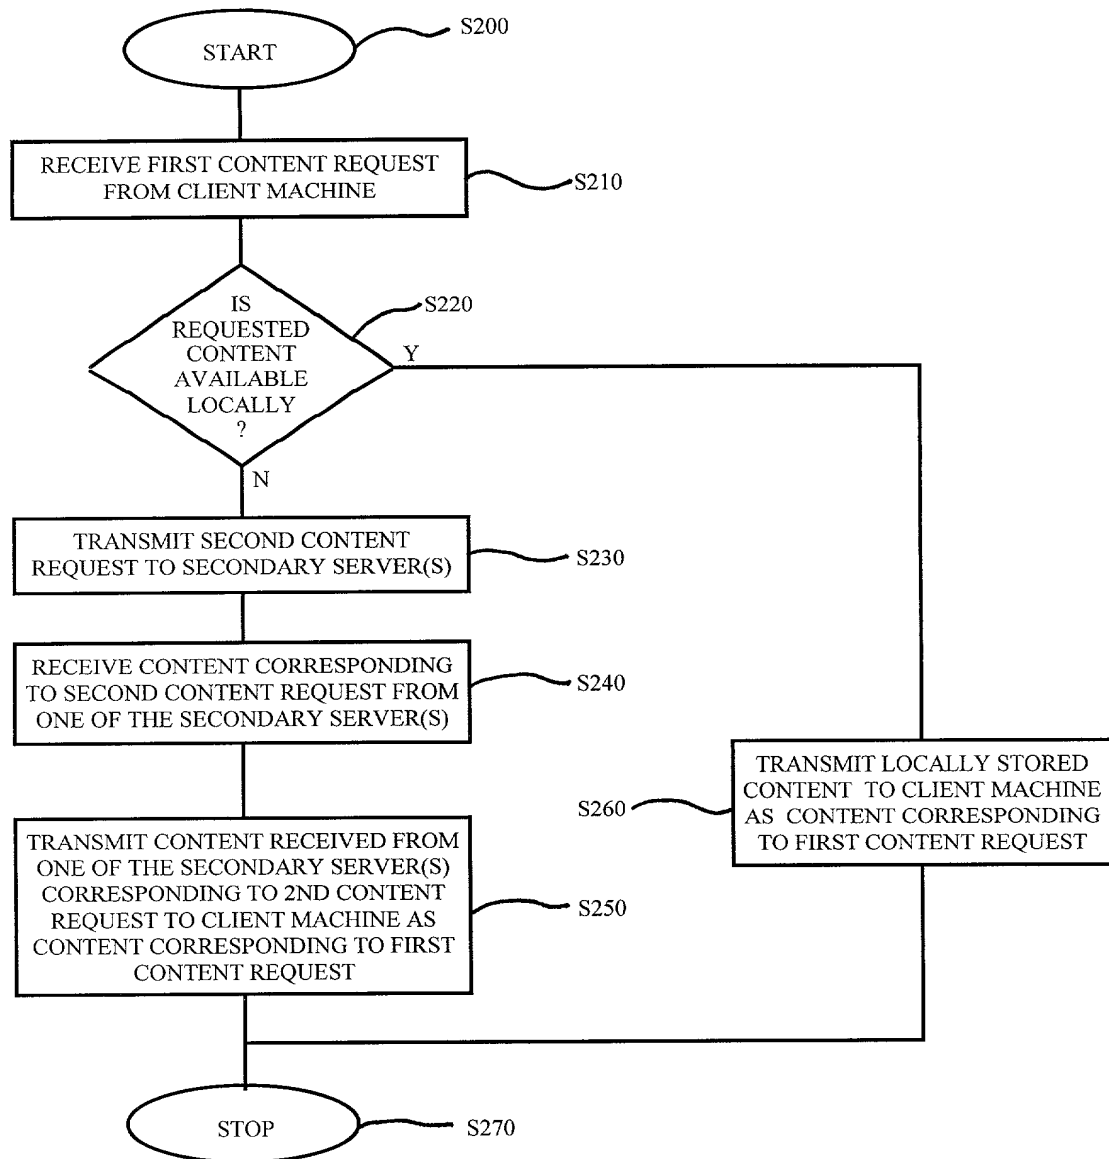 START
S200
RECEIVE FIRST CONTENT REQUEST
FROM CLIENT MACHINE
S210
IS
REQUESTED
CONTENT
AVAILABLE
LOCALLY
?
S220
Y
N
TRANSMIT SECOND CONTENT
REQUEST TO SECONDARY SERVER(S)
S230
RECEIVE CONTENT CORRESPONDING
TO SECOND CONTENT REQUEST FROM
ONE OF THE SECONDARY SERVER(S)
S240
TRANSMIT LOCALLY STORED
CONTENT TO CLIENT MACHINE
AS CONTENT CORRESPONDING
TO FIRST CONTENT REQUEST
S260
TRANSMIT CONTENT RECEIVED FROM
ONE OF THE SECONDARY SERVER(S)
CORRESPONDING TO 2ND CONTENT
REQUEST TO CLIENT MACHINE AS
CONTENT CORRESPONDING TO FIRST
CONTENT REQUEST
S250
STOP
S270